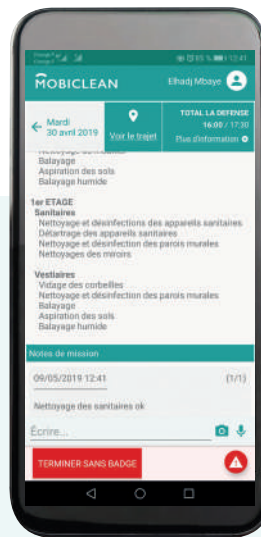 12:41
MOBICLEAN
Elhadj Mbaye
Mardi
30 avril 2019
Voir le trajet
TOTAL LA DEFENSE
16:00 / 17:30
Plus d'information
Balayage
Aspiration des sols
Balayage humide
1er ETAGE
Sanitaires
Nettoyage et désinfections des appareils sanitaires
Détartrage des appareils sanitaires
Nettoyage et désinfection des parois murales
Nettoyages des miroirs
Vestiaires
Vidage des corbeilles
Nettoyage et désinfection des parois murales
Balayage
Aspiration des sols
Balayage humide
Notes de mission
09/05/2019 12:41
(1/1)
Nettoyage des sanitaires ok
Écrire...
TERMINER SANS BADGE